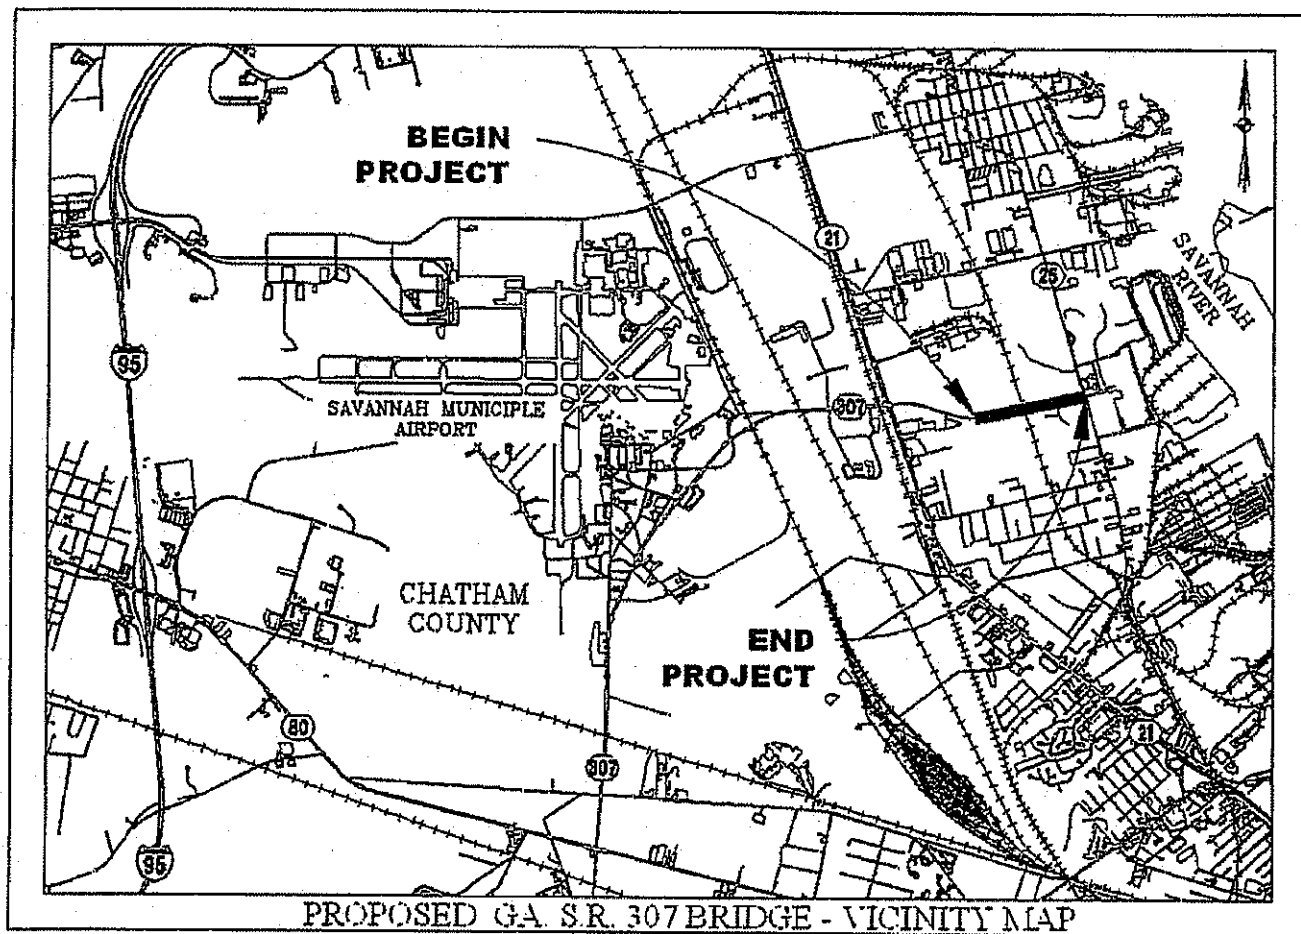 BEGIN
PROJECT
21
25
SAVANNAH
RIVER
95
307
SAVANNAH MUNICIPLE
AIRPORT
CHATHAM
COUNTY
END
PROJECT
80
21
307
95
PROPOSED GA. S.R. 307 BRIDGE - VICINITY MAP